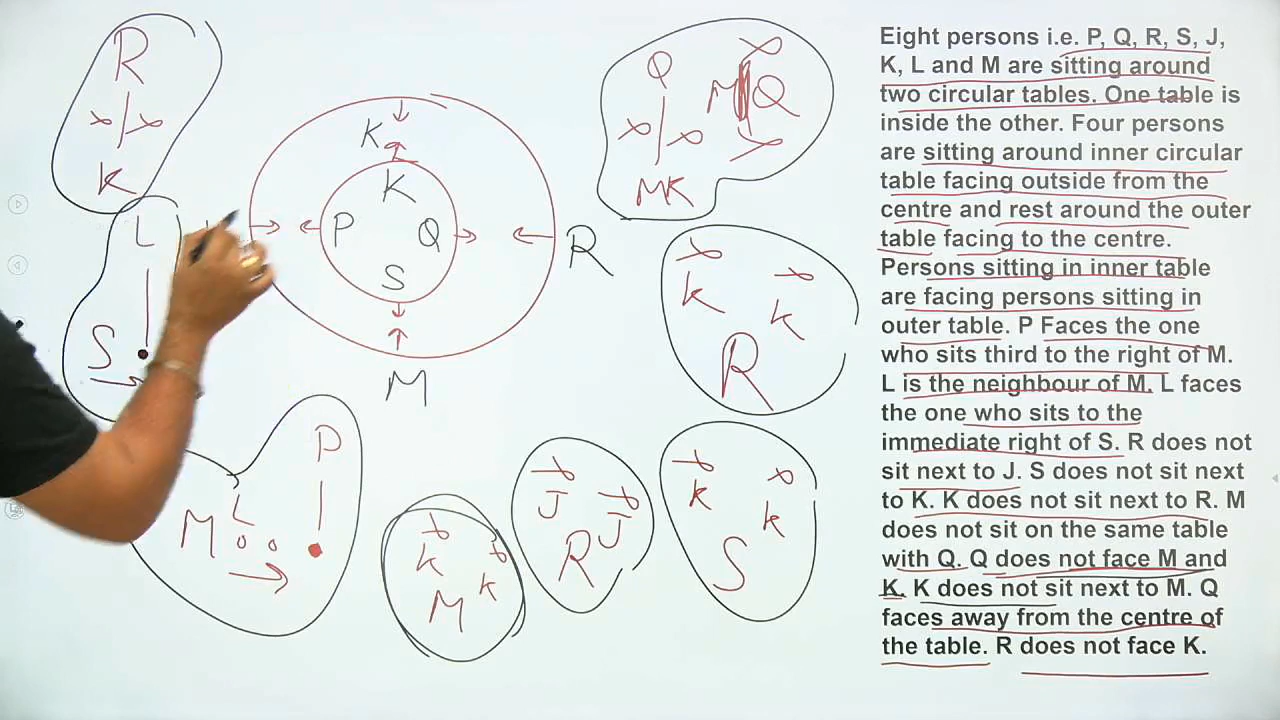 Eight persons i.e. P, Q, R, S, J,
K, L and M are sitting around
two circular tables. One table is
inside the other. Four persons
are sitting around inner circular
table facing outside from the
centre and rest around the outer
table facing to the centre.
Persons sitting in inner table
are facing persons sitting in
outer table. P Faces the one
who sits third to the right of M.
L is the neighbour of M. L faces
the one who sits to the
immediate right of S. R does not
sit next to J. S does not sit next
to K. K does not sit next to R. M
does not sit on the same table
with Q. Q does not face M and
K. K does not sit next to M. Q
faces away from the centre of
the table. R does not face K.
R
K
L
S
K
K
P Q
S
R
M
Q
M Q
MK
K K
R
P
M L
K K
M
J J
R
K K
S